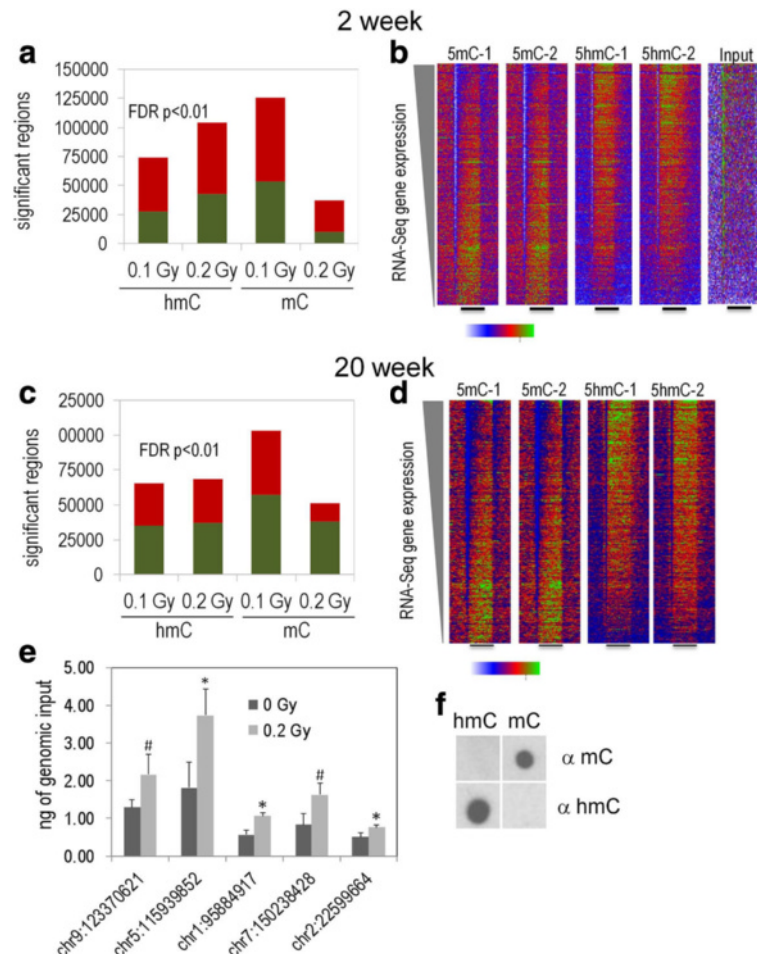 2 week
a
150000
125000
100000
75000
50000
25000
0
significant regions
FDR p<0.01
0.1 Gy 0.2 Gy 0.1 Gy 0.2 Gy
hmC mC
b
5mC-1 5mC-2 5hmC-1 5hmC-2 Input
RNA-Seq gene expression
20 week
c
25000
00000
75000
50000
25000
0
significant regions
FDR p<0.01
0.1 Gy 0.2 Gy 0.1 Gy 0.2 Gy
hmC mC
d
5mC-1 5mC-2 5hmC-1 5hmC-2
RNA-Seq gene expression
e
5.00
4.00
3.00
2.00
1.00
0.00
ng of genomic input
0 Gy
0.2 Gy
# * * # *
chr9:123370621
chr5:115939852
chr1:95884917
chr7:150238428
chr2:22599664
f
hmC mC
α mC
α hmC